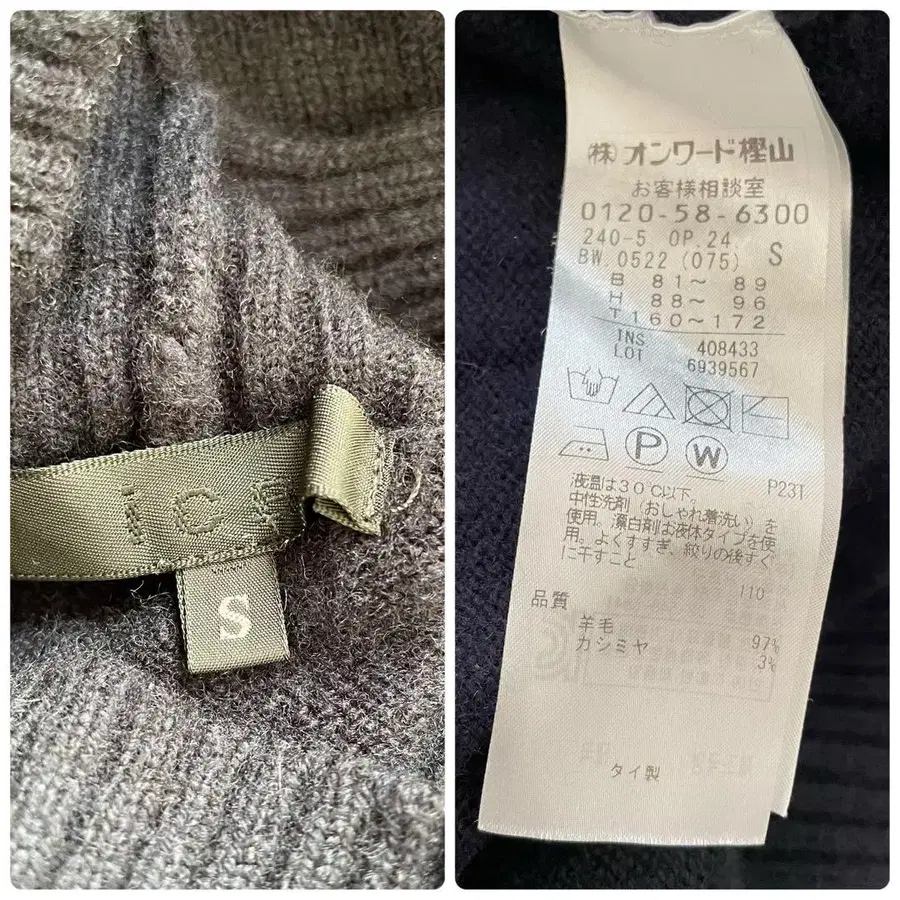 iCB
S
(株)オンワード樫山
お客様相談室
0120-58-6300
240-5 OP.24.
BW.0522 (075) S
B 81～ 89
H 88～ 96
T 160～172
INS 408433
LOT 6939567
P
W
P23T
液温は30℃以下。
中性洗剤（おしゃれ着洗い）を
使用。漂白剤は液体タイプを使
用。よくすすぎ、絞りの後すぐ
に干すこと
110
品質
羊毛 97%
カシミヤ 3%
タイ製